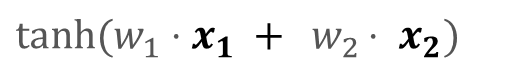 tanh(w₁ · x₁ + w₂ · x₂)